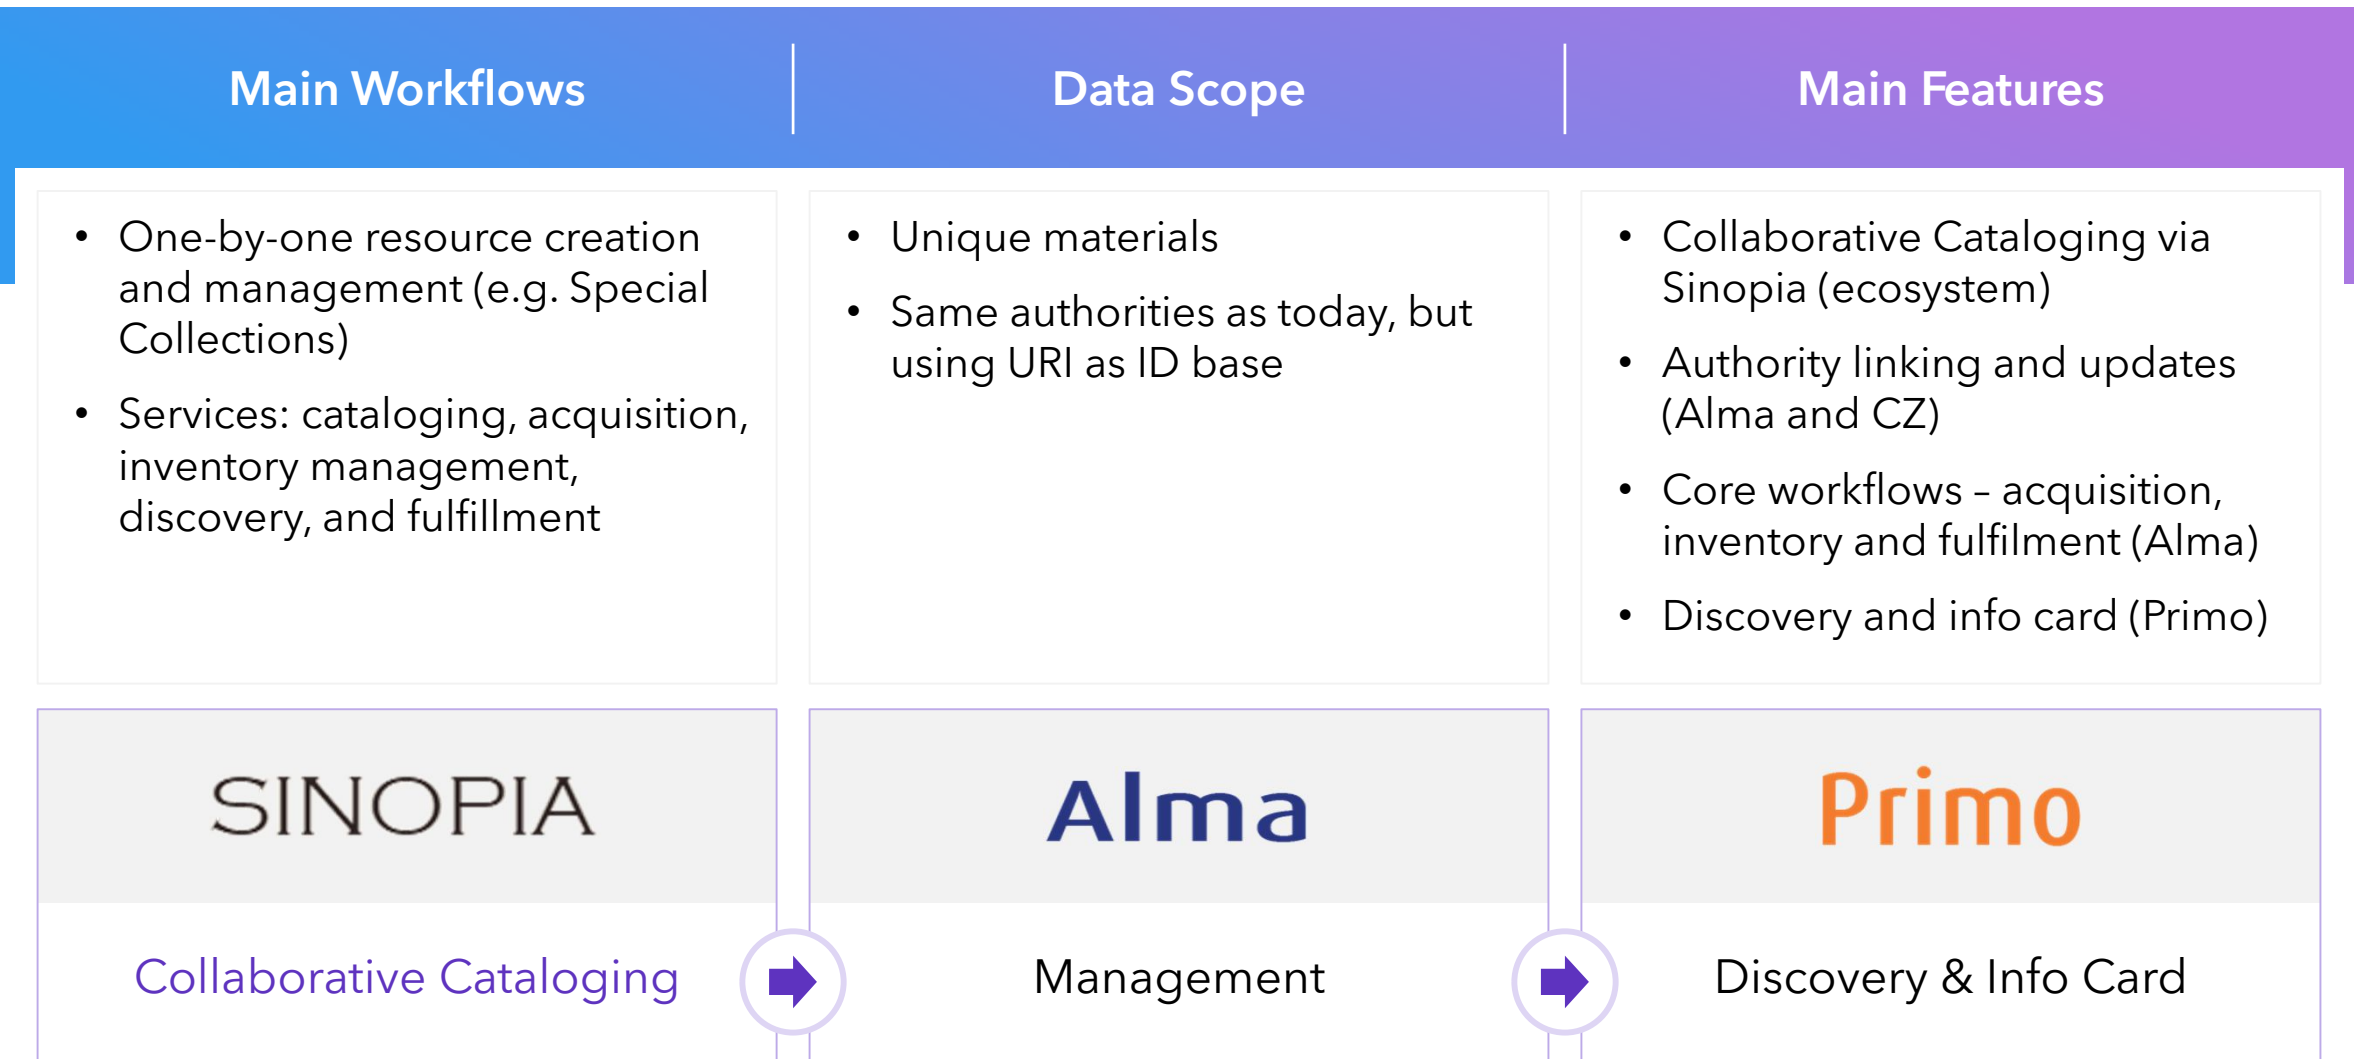 Main Workflows
Data Scope
Main Features
• One-by-one resource creation
and management (e.g. Special
Collections)
• Services: cataloging, acquisition,
inventory management,
discovery, and fulfillment
• Unique materials
• Same authorities as today, but
using URI as ID base
• Collaborative Cataloging via
Sinopia (ecosystem)
• Authority linking and updates
(Alma and CZ)
• Core workflows – acquisition,
inventory and fulfilment (Alma)
• Discovery and info card (Primo)
SINOPIA
Alma
Primo
Collaborative Cataloging
Management
Discovery & Info Card